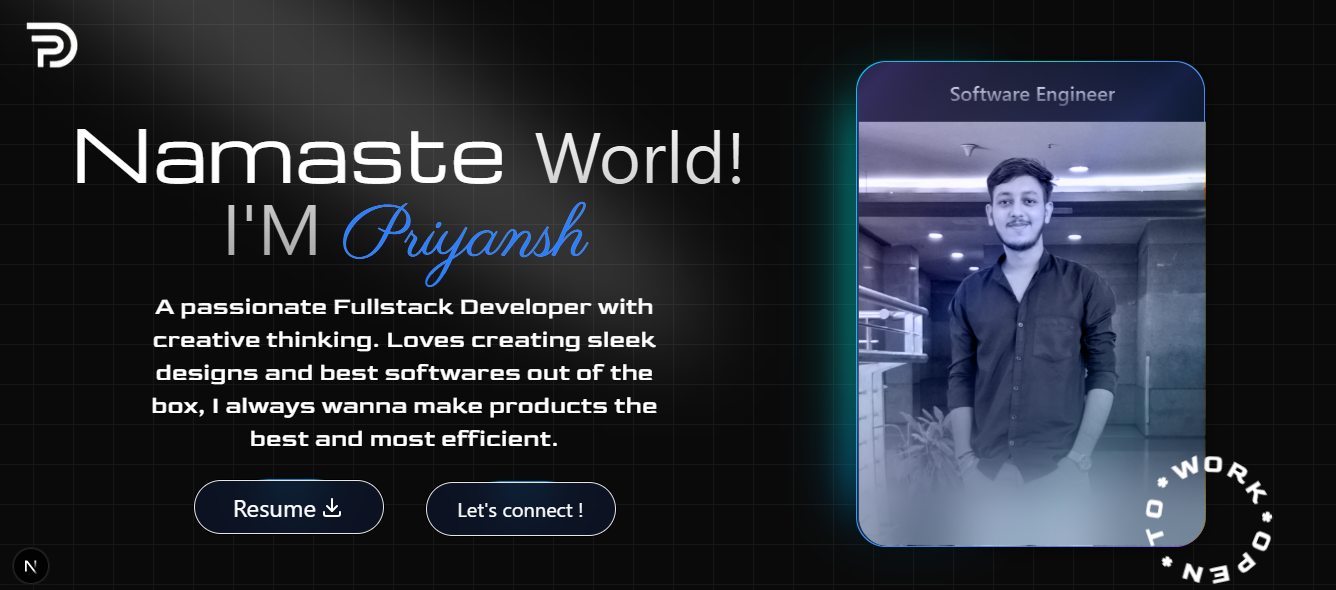 Namaste World!
I'M Priyansh
A passionate Fullstack Developer with
creative thinking. Loves creating sleek
designs and best softwares out of the
box, I always wanna make products the
best and most efficient.
Resume
Let's connect !
Software Engineer
OPEN * TO * WORK *
N